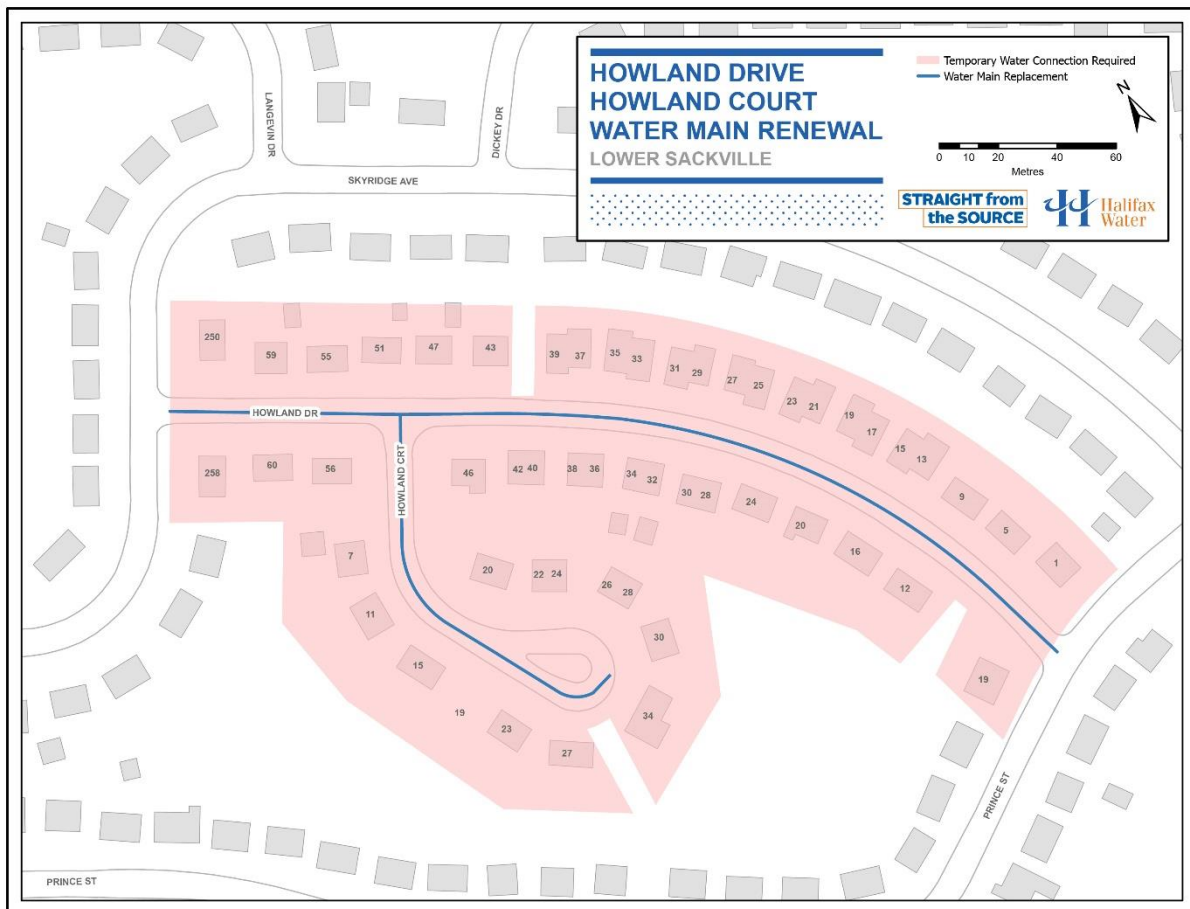 HOWLAND DRIVE
HOWLAND COURT
WATER MAIN RENEWAL
LOWER SACKVILLE
Temporary Water Connection Required
Water Main Replacement
N
0 10 20 40 60
Metres
STRAIGHT from
the SOURCE
Halifax
Water
LANGEVIN DR
DICKEY DR
SKYRIDGE AVE
250
59
55
51
47
43
39 37
35 33
31 29
27 25
23 21
19 17
15 13
9
5
1
HOWLAND DR
HOWLAND CRT
258
60
56
46
42 40
38 36
34 32
30 28
24
20
16
12
19
7
11
15
19
23
27
20
22 24
26 28
30
34
PRINCE ST
PRINCE ST